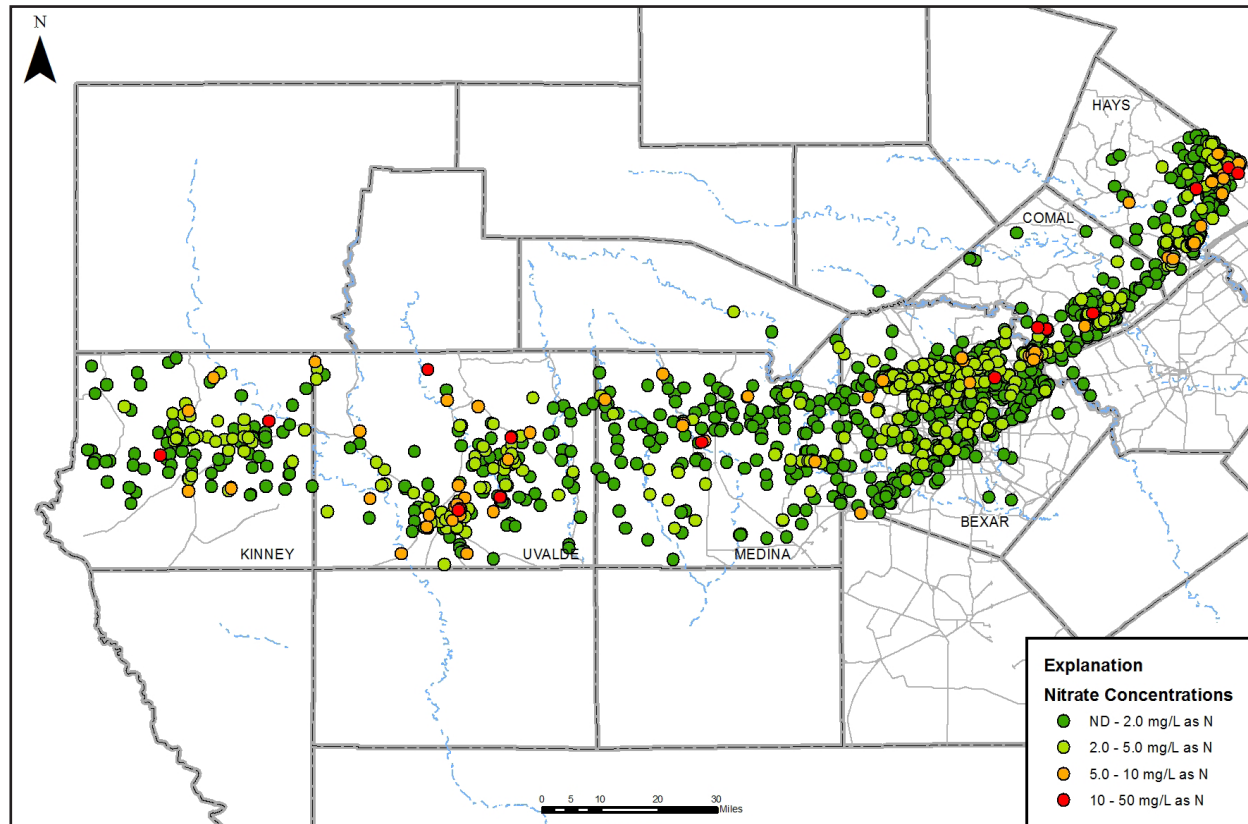 N
HAYS
COMAL
KINNEY
UVALDE
MEDINA
BEXAR
0 5 10 20 30
Miles
Explanation
Nitrate Concentrations
ND - 2.0 mg/L as N
2.0 - 5.0 mg/L as N
5.0 - 10 mg/L as N
10 - 50 mg/L as N